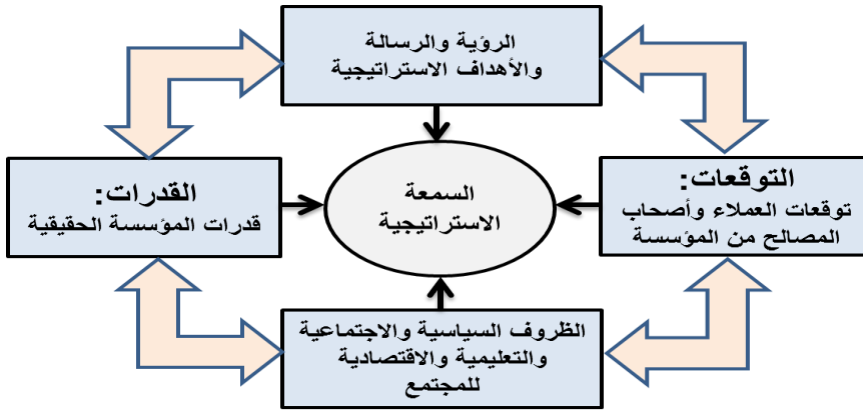 الرؤية والرسالة
والأهداف الاستراتيجية
التوقعات:
توقعات العملاء وأصحاب
المصالح من المؤسسة
السمعة
الاستراتيجية
القدرات:
قدرات المؤسسة الحقيقية
الظروف السياسية والاجتماعية
والتعليمية والاقتصادية
للمجتمع